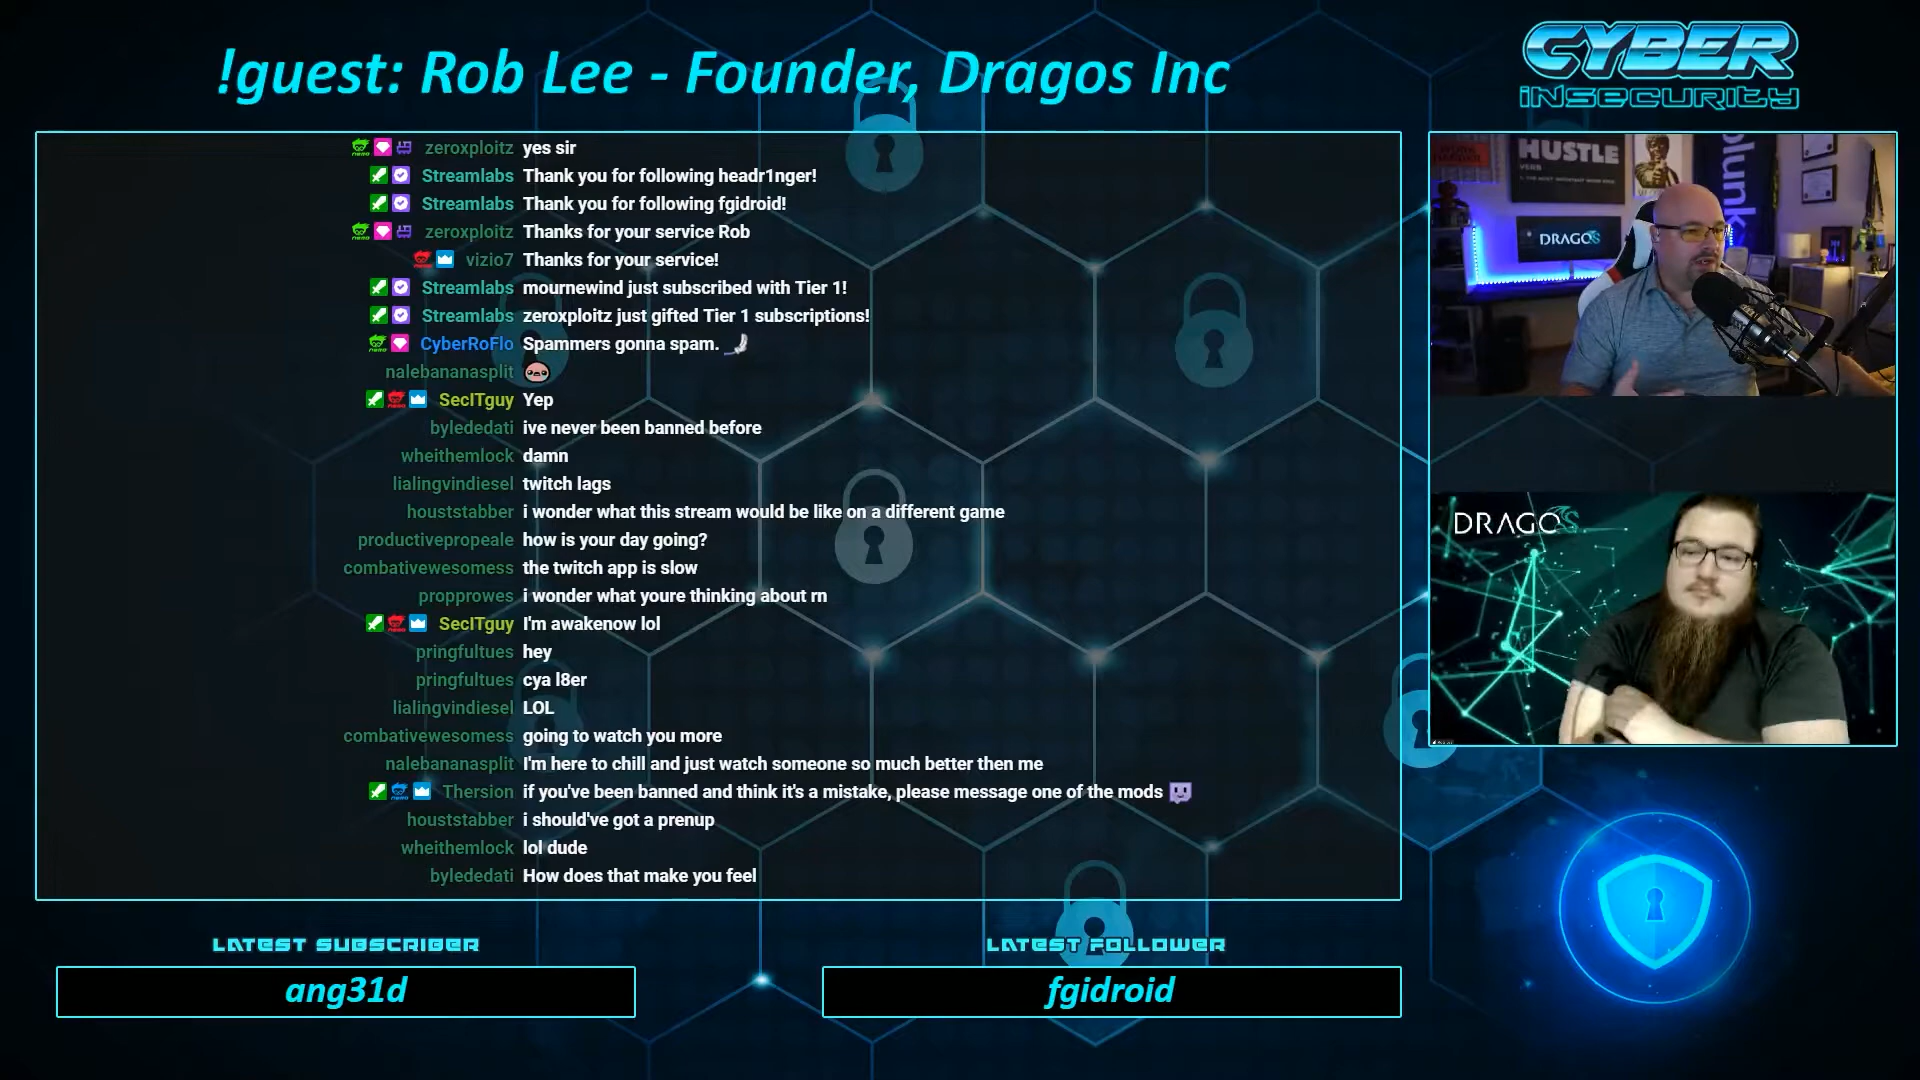 !guest: Rob Lee - Founder, Dragos Inc
CYBER
INSECURITY
zeroxploitz yes sir
Streamlabs Thank you for following headr1nger!
Streamlabs Thank you for following fgidroid!
zeroxploitz Thanks for your service Rob
vizio7 Thanks for your service!
Streamlabs mournewind just subscribed with Tier 1!
Streamlabs zeroxploitz just gifted Tier 1 subscriptions!
CyberRoFlo Spammers gonna spam.
nalebananasplit
SecITguy Yep
byledédati ive never been banned before
wheithemlock damn
lialingvindiesel twitch lags
houststabber i wonder what this stream would be like on a different game
productivepropeale how is your day going?
combativewesomess the twitch app is slow
propprowes i wonder what youre thinking about rn
SecITguy I'm awakenow lol
pringfultues hey
pringfultues cya l8er
lialingvindiesel LOL
combativewesomess going to watch you more
nalebananasplit I'm here to chill and just watch someone so much better then me
Thersion if you've been banned and think it's a mistake, please message one of the mods
houststabber i should've got a prenup
wheithemlock lol dude
bylededati How does that make you feel
HUSTLE
VERB
plunk
DRAGOS
DRAGOS
LATEST SUBSCRIBER
ang31d
LATEST FOLLOWER
fgidroid